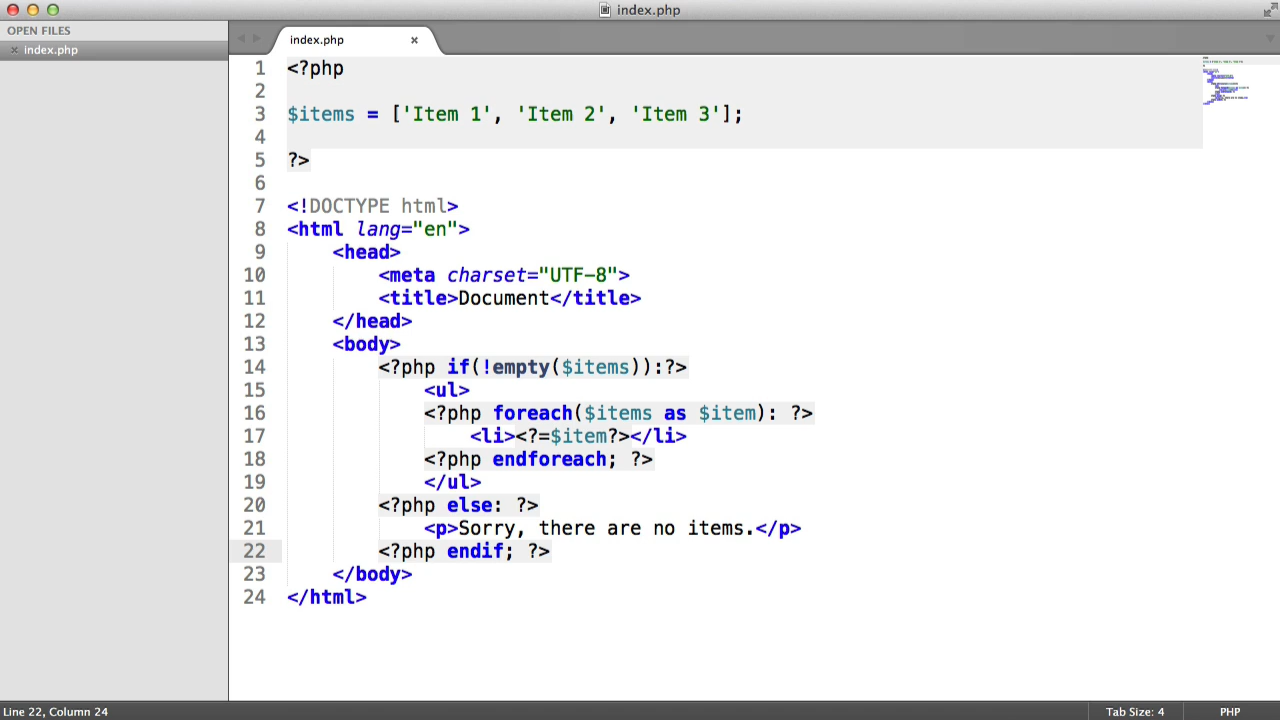 index.php
OPEN FILES
× index.php
index.php ×
1 <?php
2
3 $items = ['Item 1', 'Item 2', 'Item 3'];
4
5 ?>
6
7 <!DOCTYPE html>
8 <html lang="en">
9 <head>
10 <meta charset="UTF-8">
11 <title>Document</title>
12 </head>
13 <body>
14 <?php if(!empty($items)):?>
15 <ul>
16 <?php foreach($items as $item): ?>
17 <li><?=$item?></li>
18 <?php endforeach; ?>
19 </ul>
20 <?php else: ?>
21 <p>Sorry, there are no items.</p>
22 <?php endif; ?>
23 </body>
24 </html>
Line 22, Column 24
Tab Size: 4
PHP